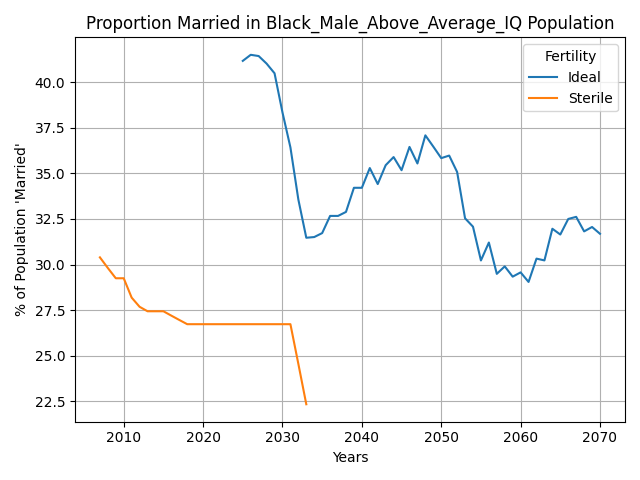 Proportion Married in Black_Male_Above_Average_IQ Population
Fertility
Ideal
Sterile
% of Population 'Married'
40.0
37.5
35.0
32.5
30.0
27.5
25.0
22.5
2010 2020 2030 2040 2050 2060 2070
Years